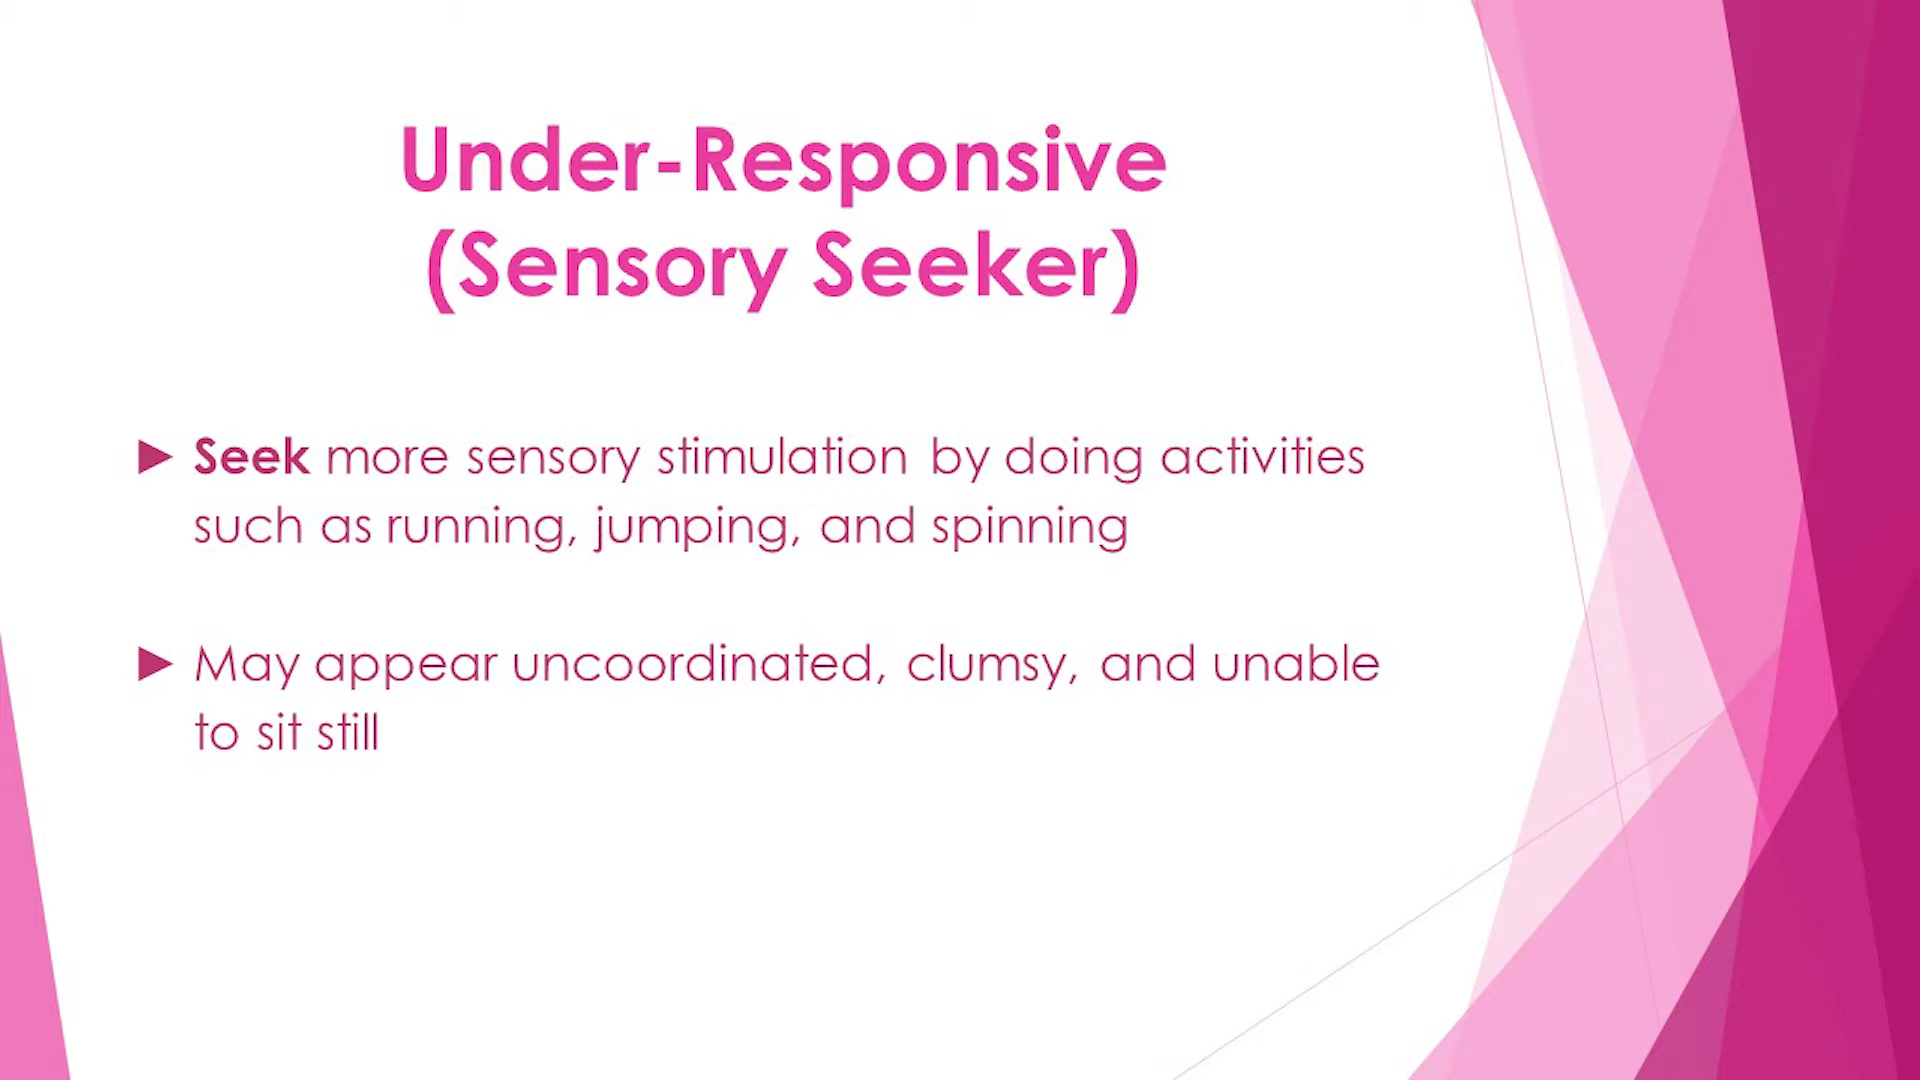 Under-Responsive
(Sensory Seeker)
► Seek more sensory stimulation by doing activities
such as running, jumping, and spinning
► May appear uncoordinated, clumsy, and unable
to sit still